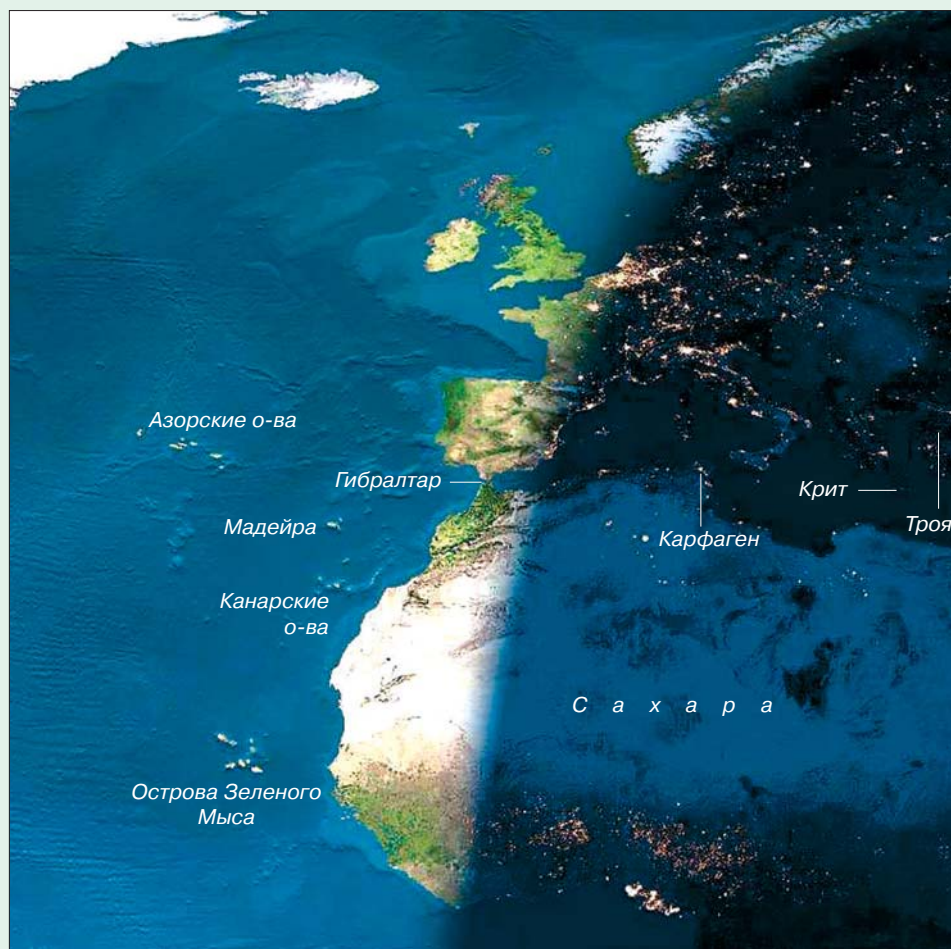 Азорские о-ва
Гибралтар
Крит
Мадейра
Троя
Карфаген
Канарские
о-ва
С а х а р а
Острова Зеленого
Мыса